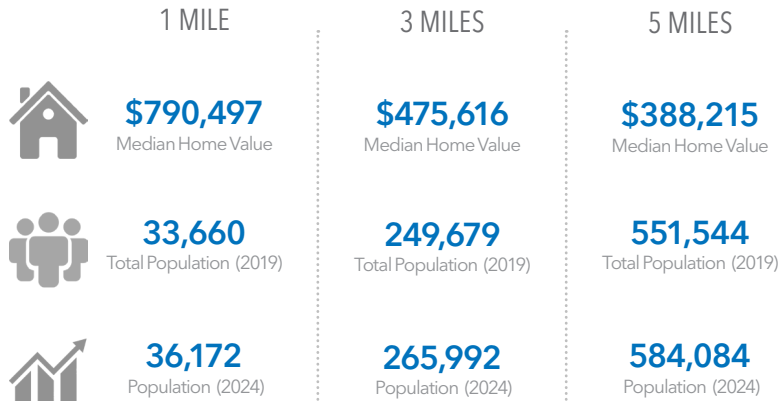 1 MILE
3 MILES
5 MILES
$790,497
Median Home Value
$475,616
Median Home Value
$388,215
Median Home Value
33,660
Total Population (2019)
249,679
Total Population (2019)
551,544
Total Population (2019)
36,172
Population (2024)
265,992
Population (2024)
584,084
Population (2024)